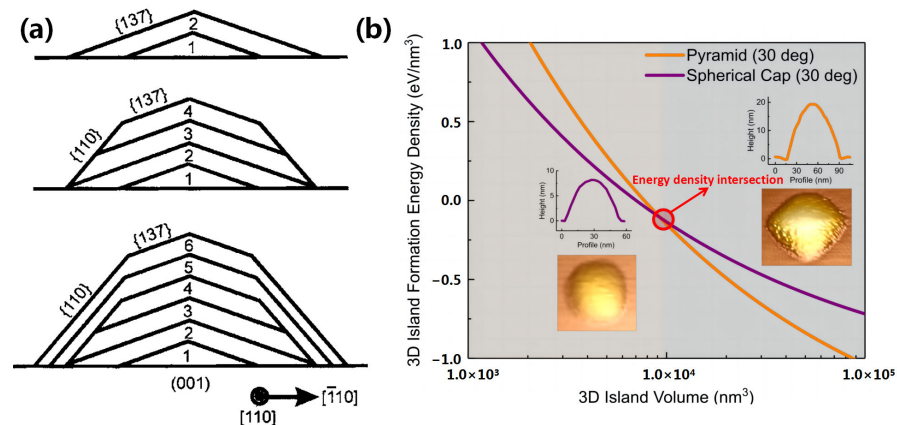 (a)
{137}
2
1
{137}
{110}
4
3
2
1
{137}
{110}
6
5
4
3
2
1
(001)
[110]
[1̄10]
(b)
3D Island Formation Energy Density (eV/nm³)
1.0
0.5
0.0
−0.5
−1.0
Pyramid (30 deg)
Spherical Cap (30 deg)
Height (nm)
20
10
0
0 30 60 90
Profile (nm)
Energy density intersection
Height (nm)
10
5
0
0 30 60
Profile (nm)
1.0×10³ 1.0×10⁴ 1.0×10⁵
3D Island Volume (nm³)